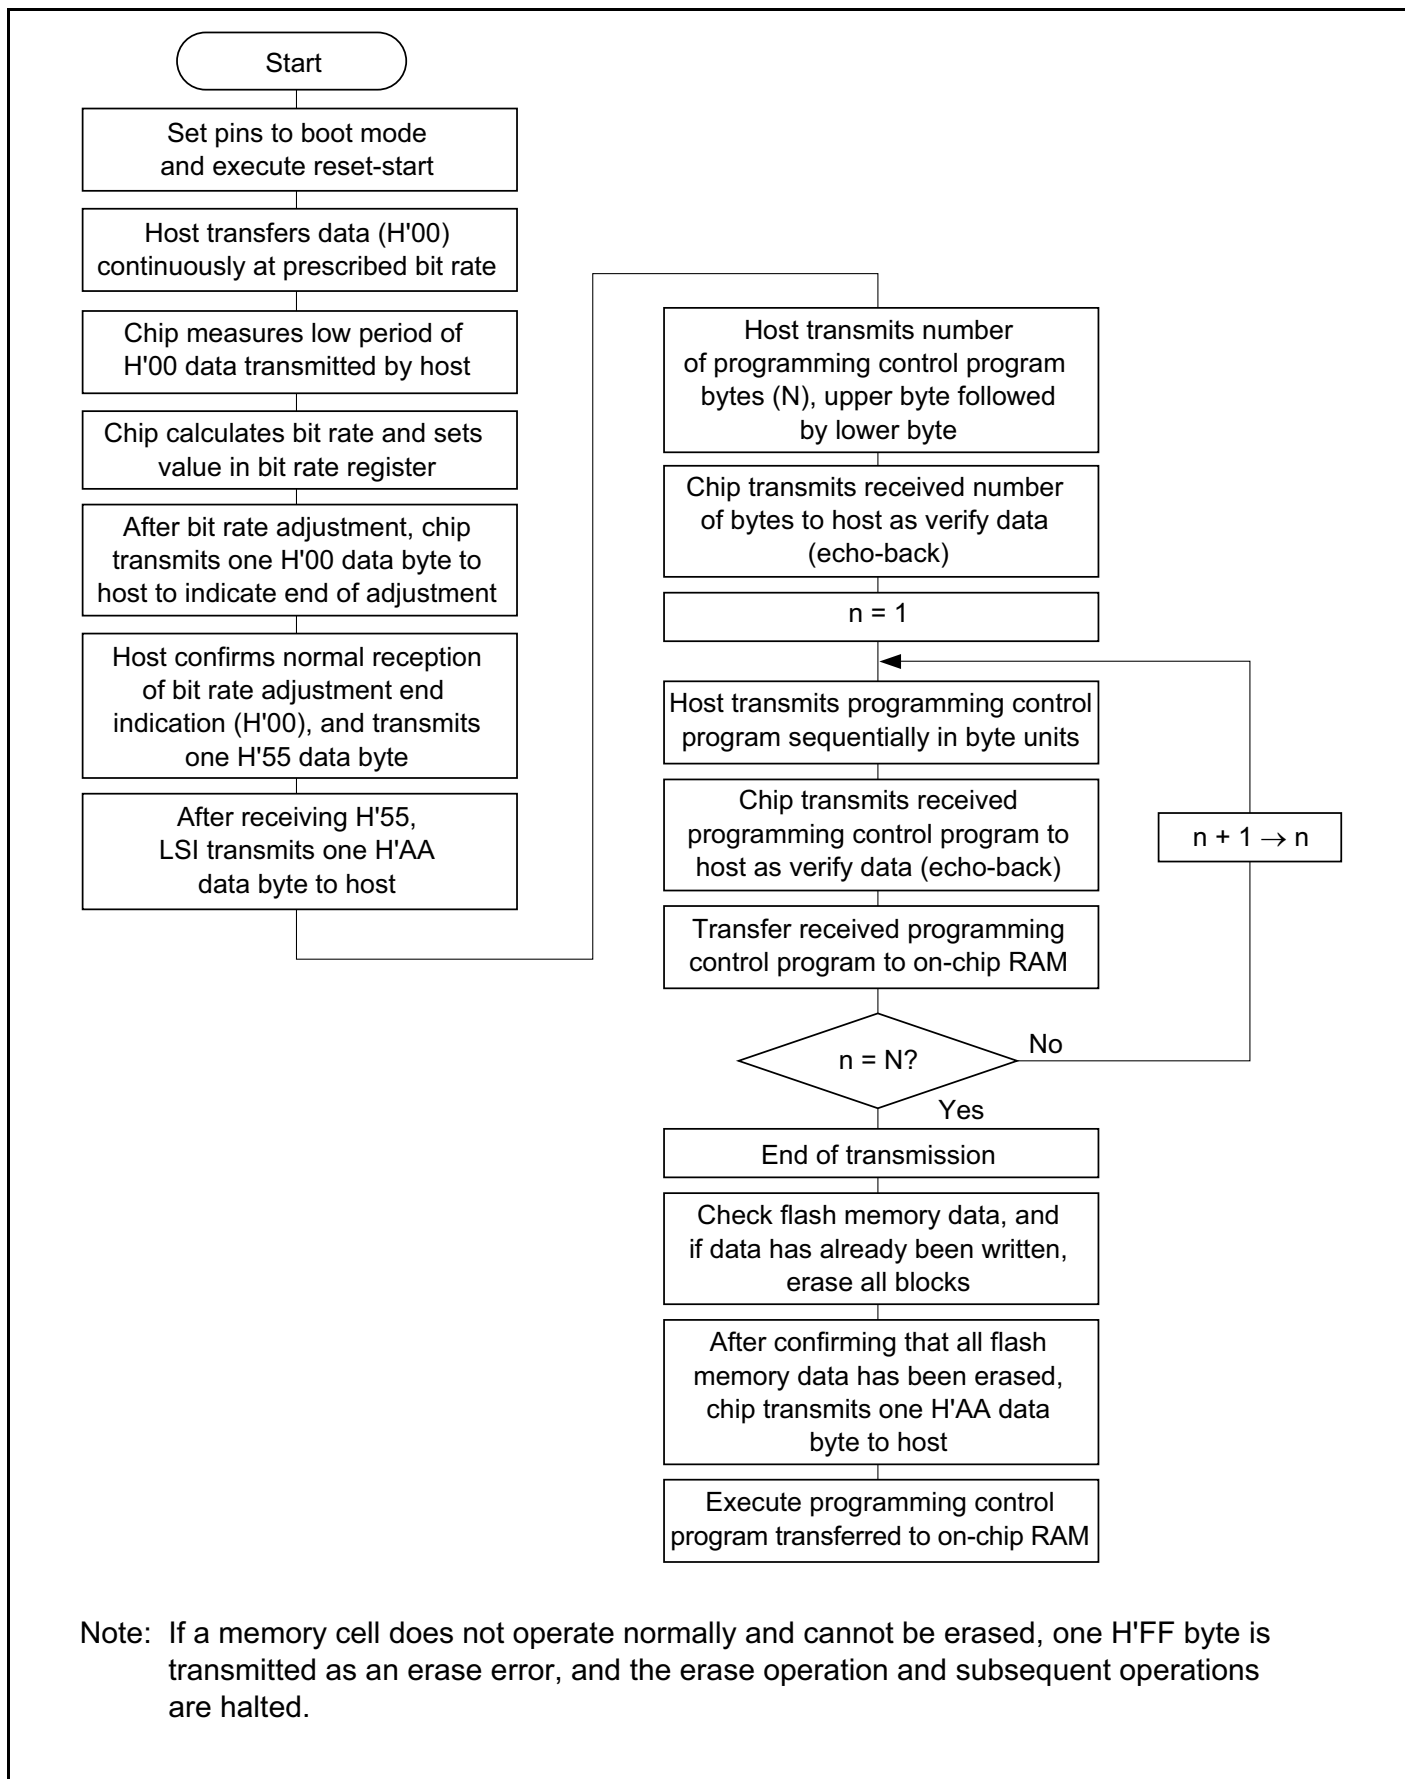 Start
Set pins to boot mode
and execute reset-start
Host transfers data (H'00)
continuously at prescribed bit rate
Chip measures low period of
H'00 data transmitted by host
Chip calculates bit rate and sets
value in bit rate register
After bit rate adjustment, chip
transmits one H'00 data byte to
host to indicate end of adjustment
Host confirms normal reception
of bit rate adjustment end
indication (H'00), and transmits
one H'55 data byte
After receiving H'55,
LSI transmits one H'AA
data byte to host
Host transmits number
of programming control program
bytes (N), upper byte followed
by lower byte
Chip transmits received number
of bytes to host as verify data
(echo-back)
n = 1
Host transmits programming control
program sequentially in byte units
Chip transmits received
programming control program to
host as verify data (echo-back)
n + 1 → n
Transfer received programming
control program to on-chip RAM
n = N?
No
Yes
End of transmission
Check flash memory data, and
if data has already been written,
erase all blocks
After confirming that all flash
memory data has been erased,
chip transmits one H'AA data
byte to host
Execute programming control
program transferred to on-chip RAM
Note: If a memory cell does not operate normally and cannot be erased, one H'FF byte is
transmitted as an erase error, and the erase operation and subsequent operations
are halted.